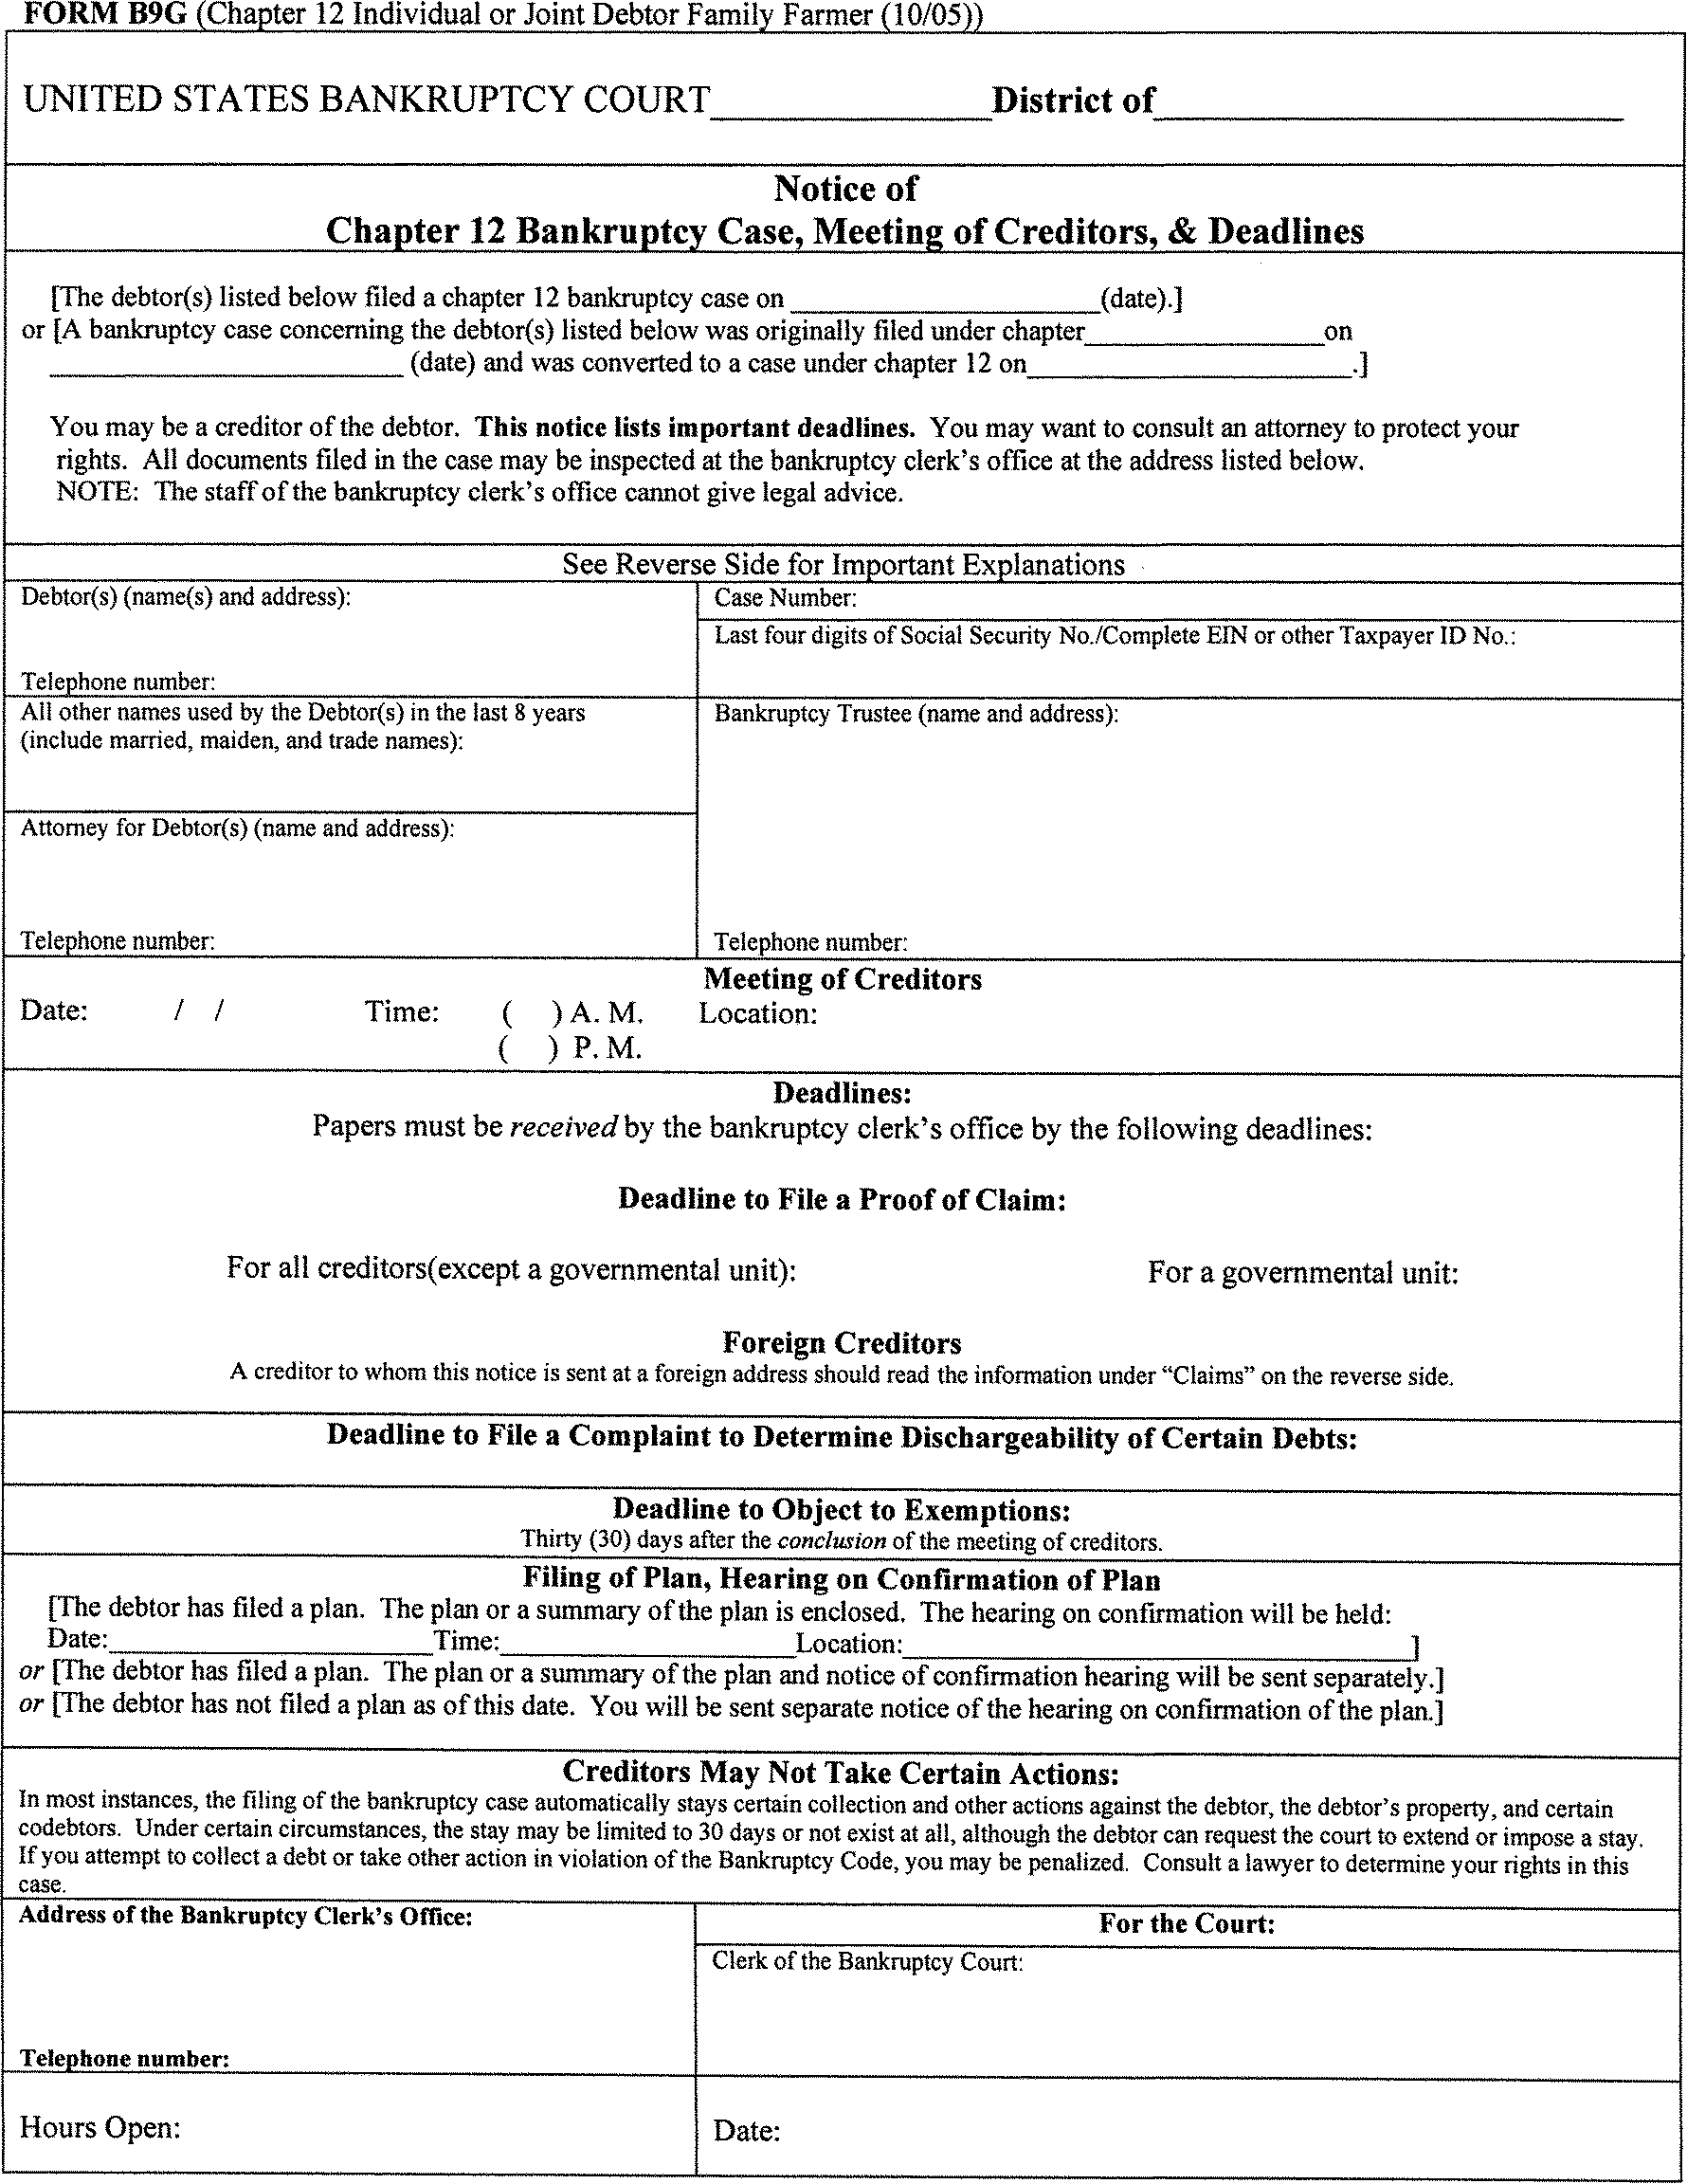 FORM B9G (Chapter 12 Individual or Joint Debtor Family Farmer (10/05))
UNITED STATES BANKRUPTCY COURT____________District of____________
Notice of
Chapter 12 Bankruptcy Case, Meeting of Creditors, & Deadlines
[The debtor(s) listed below filed a chapter 12 bankruptcy case on ____________(date).]
or [A bankruptcy case concerning the debtor(s) listed below was originally filed under chapter____________on
____________ (date) and was converted to a case under chapter 12 on____________.]
You may be a creditor of the debtor. This notice lists important deadlines. You may want to consult an attorney to protect your
rights. All documents filed in the case may be inspected at the bankruptcy clerk's office at the address listed below.
NOTE: The staff of the bankruptcy clerk's office cannot give legal advice.
See Reverse Side for Important Explanations
Debtor(s) (name(s) and address):
Telephone number:
Case Number:
Last four digits of Social Security No./Complete EIN or other Taxpayer ID No.:
All other names used by the Debtor(s) in the last 8 years
(include married, maiden, and trade names):
Bankruptcy Trustee (name and address):
Attorney for Debtor(s) (name and address):
Telephone number:
Telephone number:
Meeting of Creditors
Date: / / Time: ( ) A. M. Location:
( ) P. M.
Deadlines:
Papers must be received by the bankruptcy clerk's office by the following deadlines:
Deadline to File a Proof of Claim:
For all creditors(except a governmental unit): For a governmental unit:
Foreign Creditors
A creditor to whom this notice is sent at a foreign address should read the information under “Claims” on the reverse side.
Deadline to File a Complaint to Determine Dischargeability of Certain Debts:
Deadline to Object to Exemptions:
Thirty (30) days after the conclusion of the meeting of creditors.
Filing of Plan, Hearing on Confirmation of Plan
[The debtor has filed a plan. The plan or a summary of the plan is enclosed. The hearing on confirmation will be held:
Date:____________Time:____________Location:____________]
or [The debtor has filed a plan. The plan or a summary of the plan and notice of confirmation hearing will be sent separately.]
or [The debtor has not filed a plan as of this date. You will be sent separate notice of the hearing on confirmation of the plan.]
Creditors May Not Take Certain Actions:
In most instances, the filing of the bankruptcy case automatically stays certain collection and other actions against the debtor, the debtor's property, and certain
codebtors. Under certain circumstances, the stay may be limited to 30 days or not exist at all, although the debtor can request the court to extend or impose a stay.
If you attempt to collect a debt or take other action in violation of the Bankruptcy Code, you may be penalized. Consult a lawyer to determine your rights in this
case.
Address of the Bankruptcy Clerk's Office:
Telephone number:
For the Court:
Clerk of the Bankruptcy Court:
Hours Open:
Date: